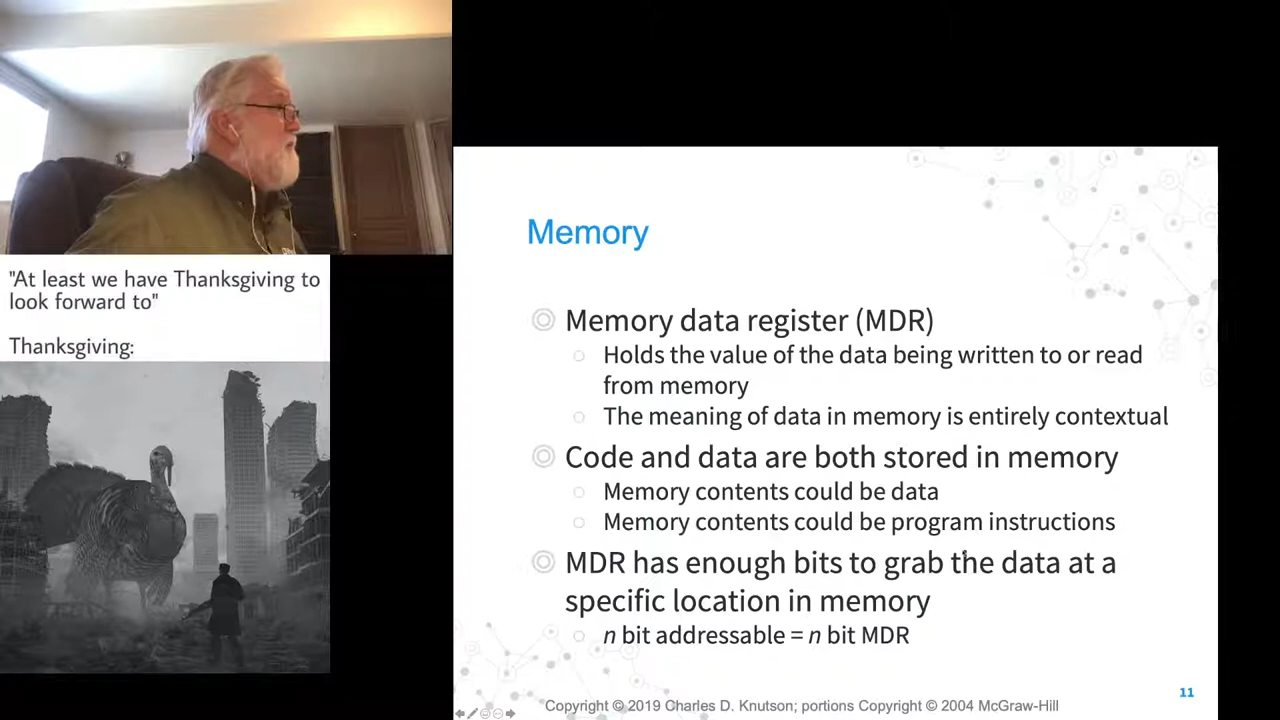 "At least we have Thanksgiving to
look forward to"
Thanksgiving:
Memory
Memory data register (MDR)
Holds the value of the data being written to or read
from memory
The meaning of data in memory is entirely contextual
Code and data are both stored in memory
Memory contents could be data
Memory contents could be program instructions
MDR has enough bits to grab the data at a
specific location in memory
n bit addressable = n bit MDR
11
Copyright © 2019 Charles D. Knutson; portions Copyright © 2004 McGraw-Hill